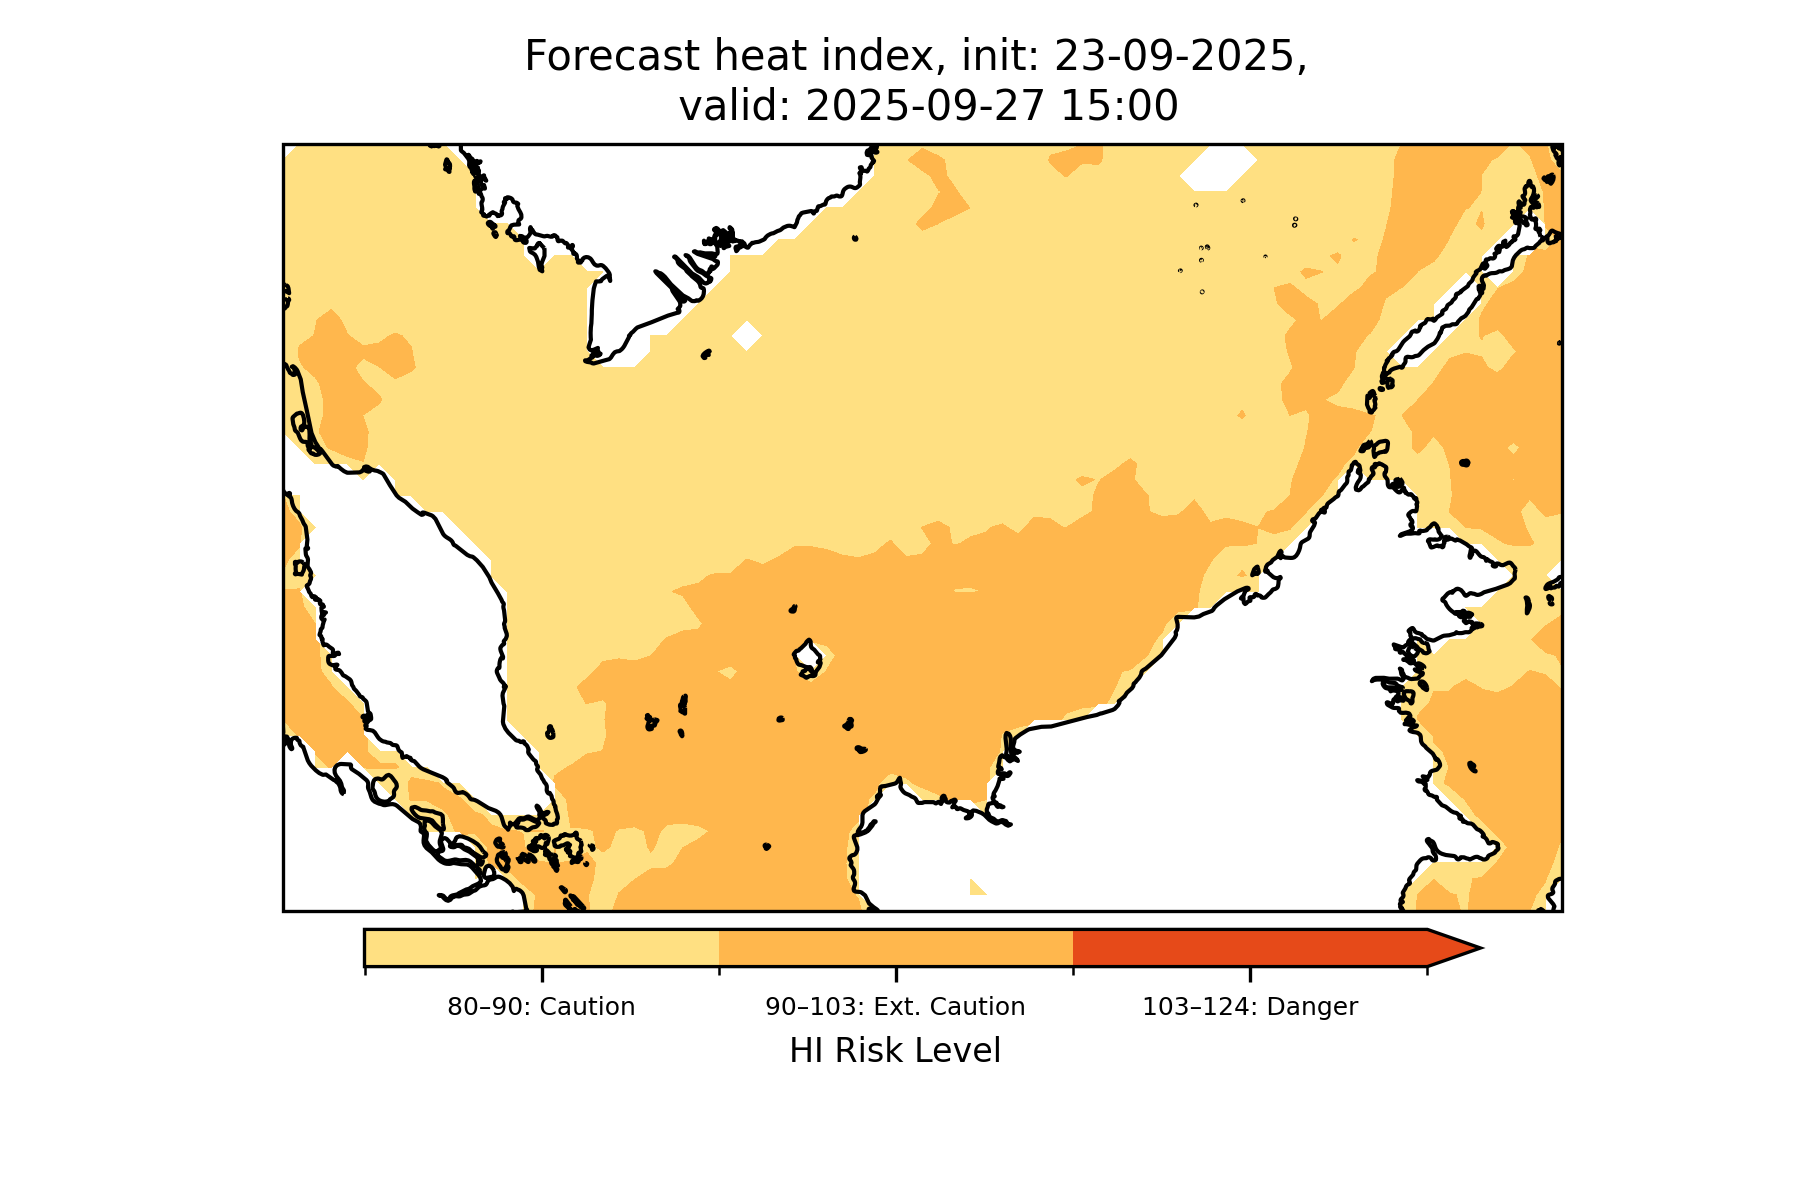 Forecast heat index, init: 23-09-2025,
valid: 2025-09-27 15:00
80–90: Caution
90–103: Ext. Caution
103–124: Danger
HI Risk Level